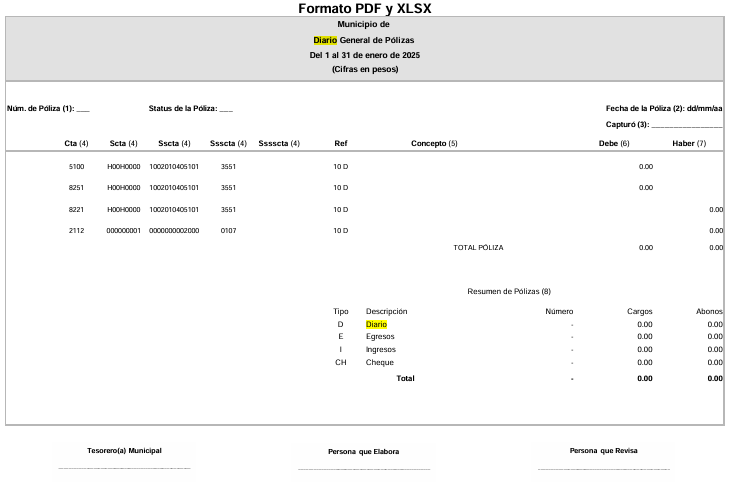 Formato PDF y XLSX
Municipio de
Diario General de Pólizas
Del 1 al 31 de enero de 2025
(Cifras en pesos)
Núm. de Póliza (1): ___ Status de la Póliza: ___ Fecha de la Póliza (2): dd/mm/aa
Capturó (3): ________________
Cta (4) Scta (4) Sscta (4) Ssscta (4) Sssscta (4) Ref Concepto (5) Debe (6) Haber (7)
5100 H00H0000 1002010405101 3551 10 D 0.00
8251 H00H0000 1002010405101 3551 10 D 0.00
8221 H00H0000 1002010405101 3551 10 D 0.00
2112 000000001 0000000002000 0107 10 D 0.00
TOTAL PÓLIZA 0.00 0.00
Resumen de Pólizas (8)
Tipo Descripción Número Cargos Abonos
D Diario - 0.00 0.00
E Egresos - 0.00 0.00
I Ingresos - 0.00 0.00
CH Cheque - 0.00 0.00
Total - 0.00 0.00
Tesorero(a) Municipal Persona que Elabora Persona que Revisa